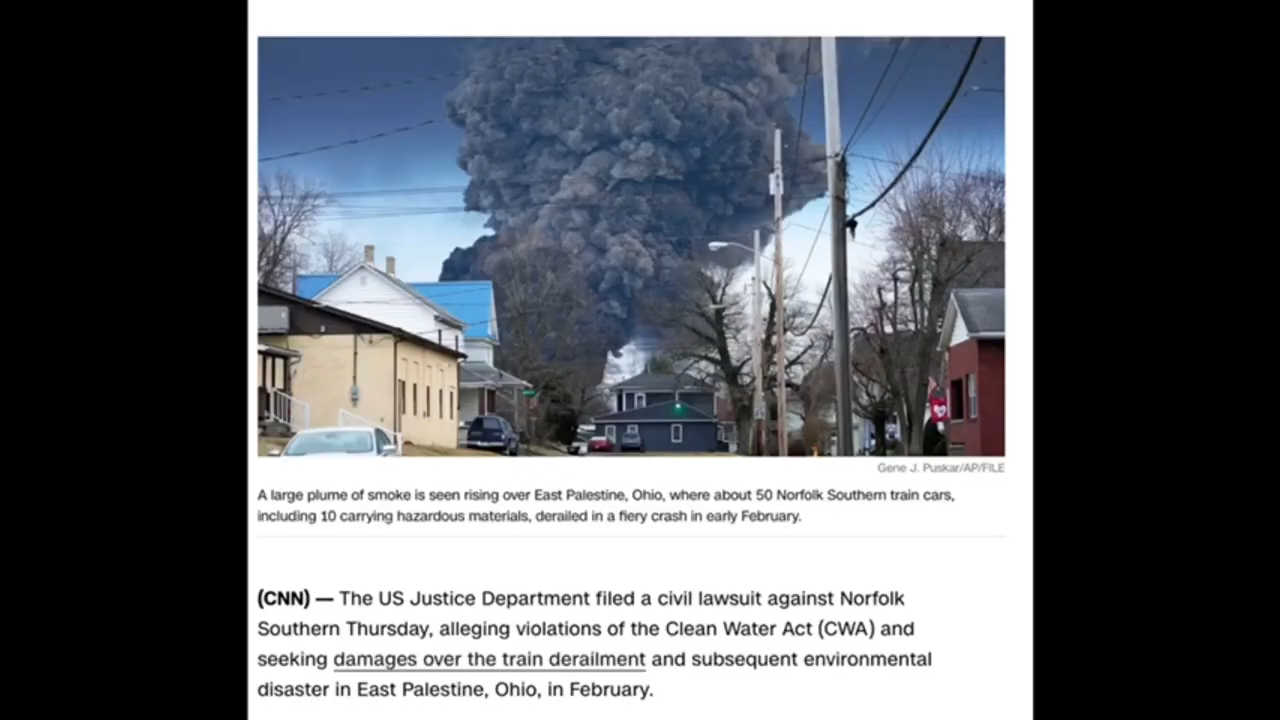 Gene J. Puskar/AP/FILE
A large plume of smoke is seen rising over East Palestine, Ohio, where about 50 Norfolk Southern train cars,
including 10 carrying hazardous materials, derailed in a fiery crash in early February.
(CNN) — The US Justice Department filed a civil lawsuit against Norfolk
Southern Thursday, alleging violations of the Clean Water Act (CWA) and
seeking damages over the train derailment and subsequent environmental
disaster in East Palestine, Ohio, in February.